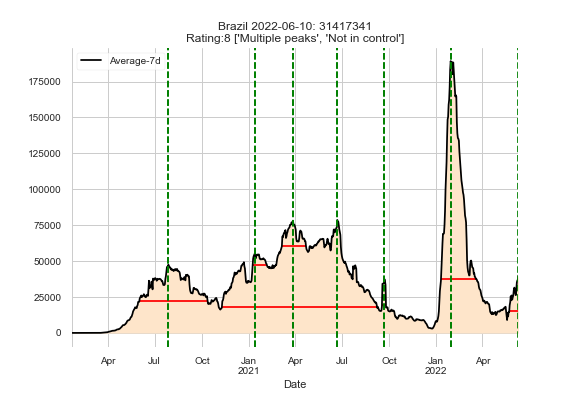 Brazil 2022-06-10: 31417341
Rating:8 ['Multiple peaks', 'Not in control']
Average-7d
175000
150000
125000
100000
75000
50000
25000
0
Apr Jul Oct Jan Apr Jul Oct Jan Apr
2021 2022
Date